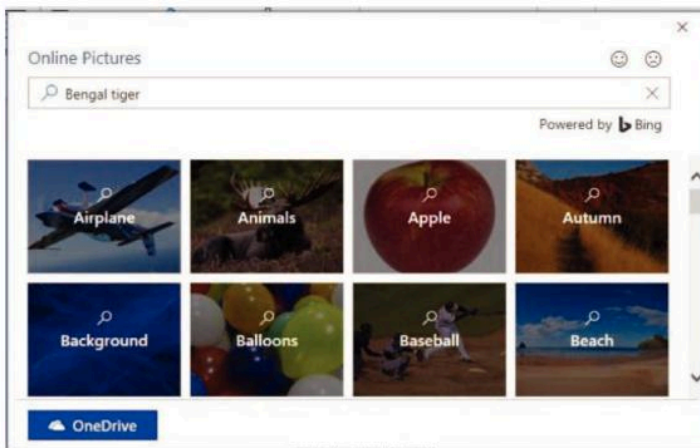 Online Pictures
Bengal tiger
Powered by Bing
Airplane
Animals
Apple
Autumn
Background
Balloons
Baseball
Beach
OneDrive